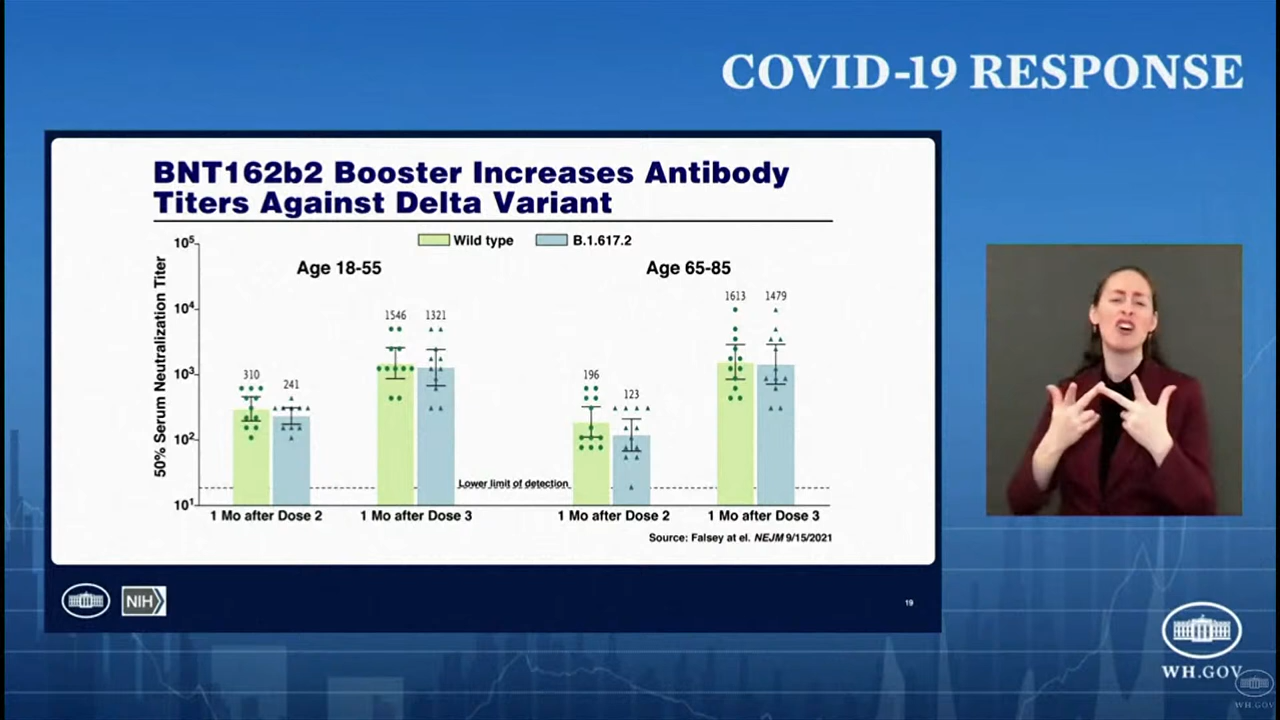 COVID-19 RESPONSE
BNT162b2 Booster Increases Antibody
Titers Against Delta Variant
Wild type B.1.617.2
Age 18-55 Age 65-85
50% Serum Neutralization Titer
10⁵
10⁴
10³
10²
10¹
310 241 1546 1321 196 123 1613 1479
Lower limit of detection
1 Mo after Dose 2 1 Mo after Dose 3 1 Mo after Dose 2 1 Mo after Dose 3
Source: Falsey at el. NEJM 9/15/2021
NIH
19
WH.GOV
WH.GOV